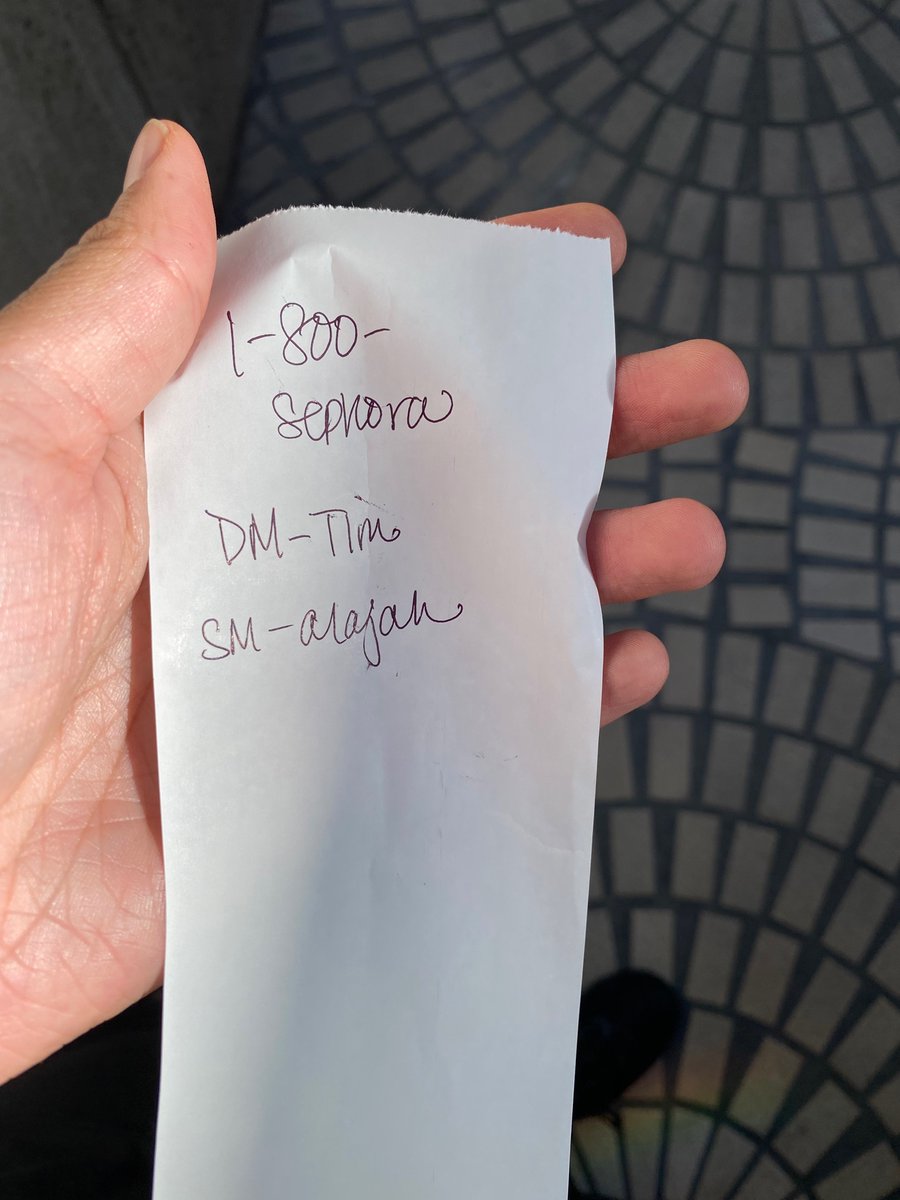 1-800-
Sephora
DM-Tim
SM-alajah